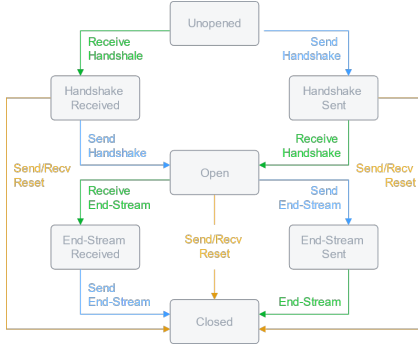 Unopened
Receive
Handshale
Send
Handshake
Handshake
Received
Handshake
Sent
Send
Handshake
Receive
Handshake
Send/Recv
Reset
Open
Send/Recv
Reset
Receive
End-Stream
Send
End-Stream
End-Stream
Received
Send/Recv
Reset
End-Stream
Sent
Send
End-Stream
End-Stream
Closed